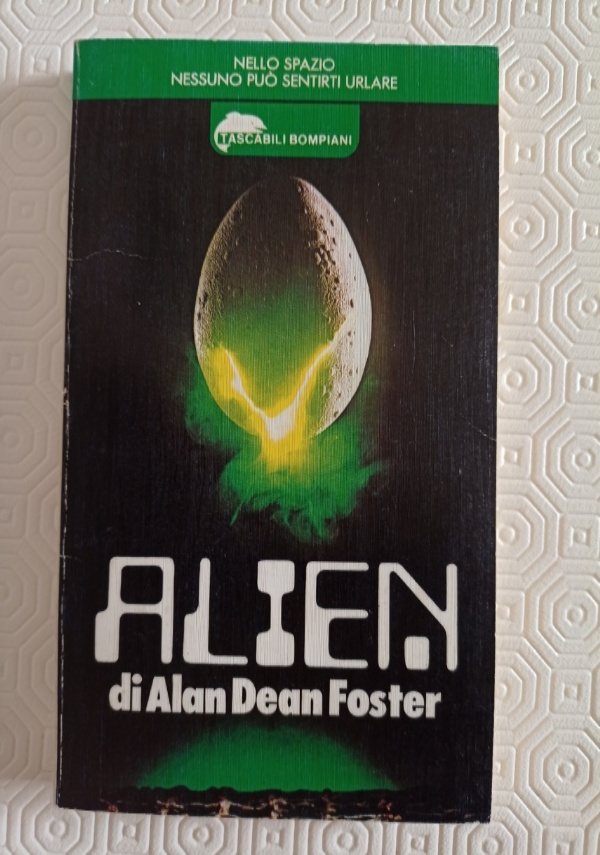 NELLO SPAZIO
NESSUNO PUÒ SENTIRTI URLARE
TASCABILI BOMPIANI
ALIEN
di Alan Dean Foster